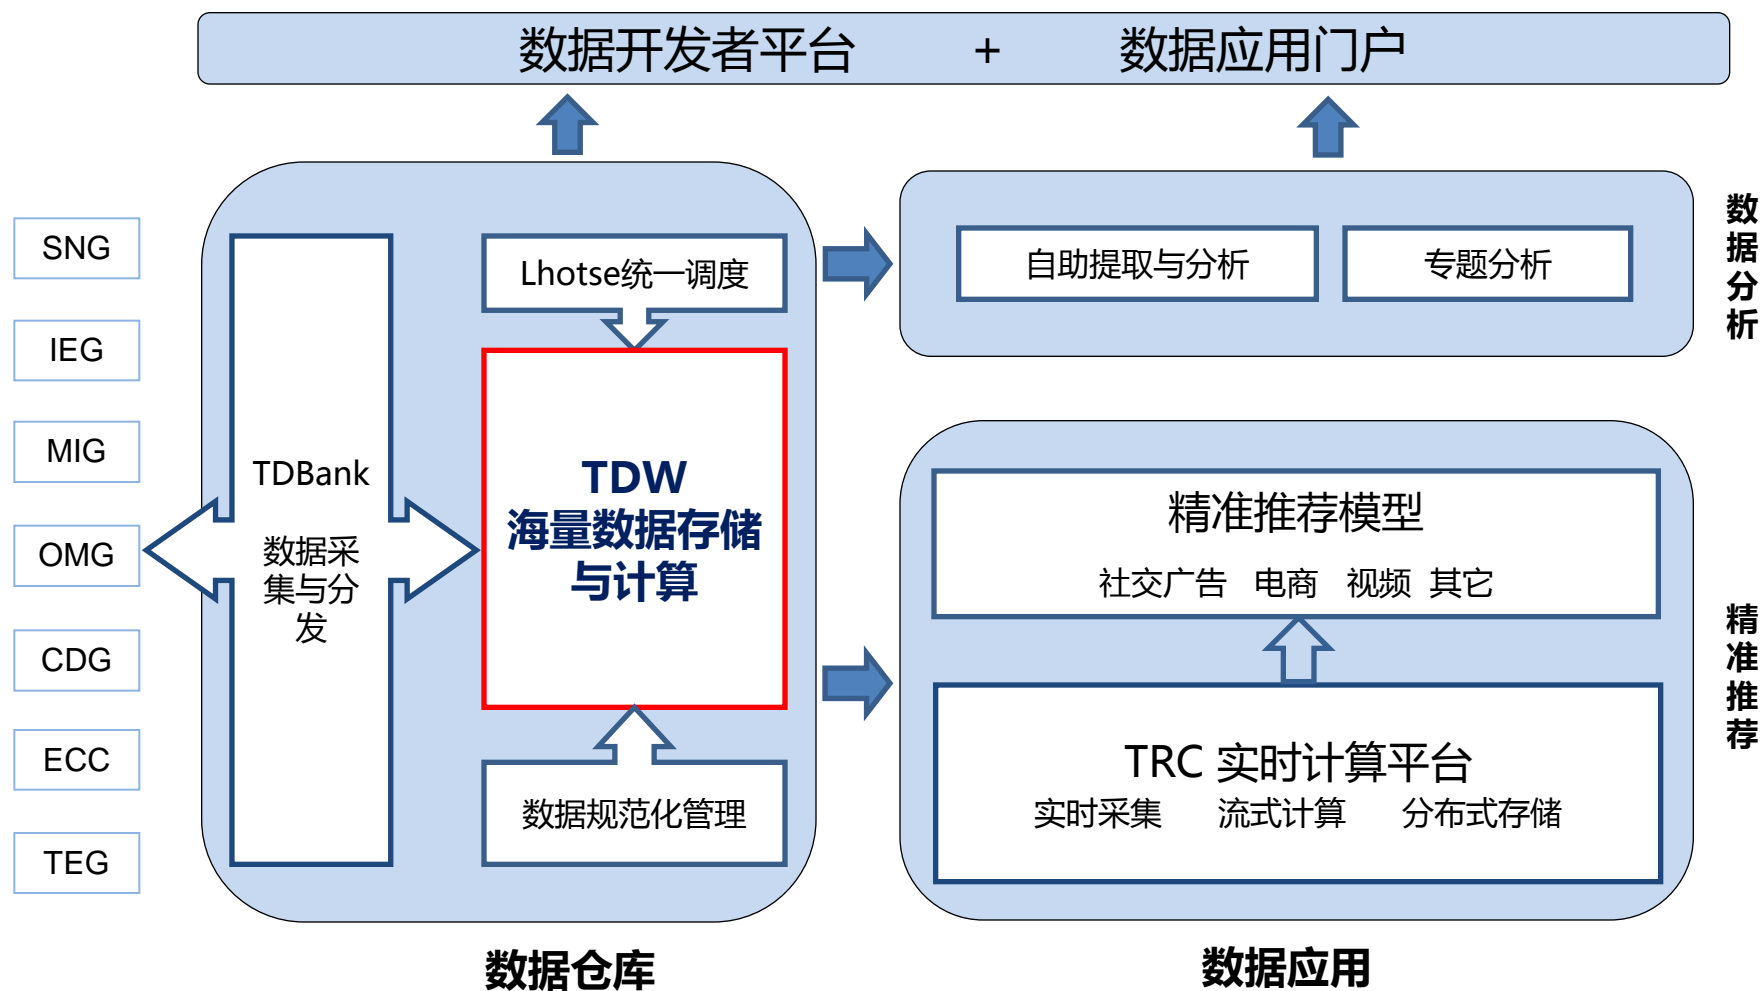 数据开发者平台 + 数据应用门户
SNG
IEG
MIG
OMG
CDG
ECC
TEG
TDBank
数据采
集与分
发
Lhotse统一调度
TDW
海量数据存储
与计算
数据规范化管理
数据仓库
自助提取与分析
专题分析
数据分析
精准推荐模型
社交广告 电商 视频 其它
TRC 实时计算平台
实时采集 流式计算 分布式存储
精准推荐
数据应用